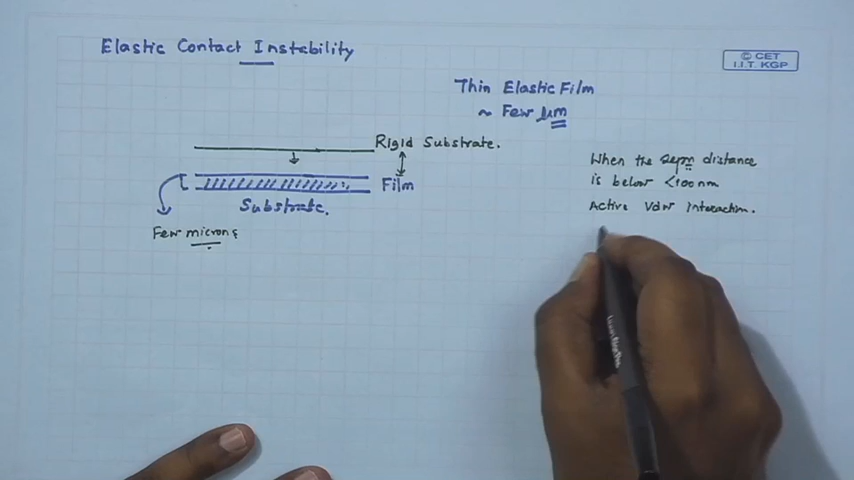 Elastic Contact Instability
© CET
I.I.T. KGP
Thin Elastic Film
~ Few μm
Rigid Substrate.
When the sepn distance
is below <100nm
Active VdW Interaction.
Film
Substrate.
Few microns